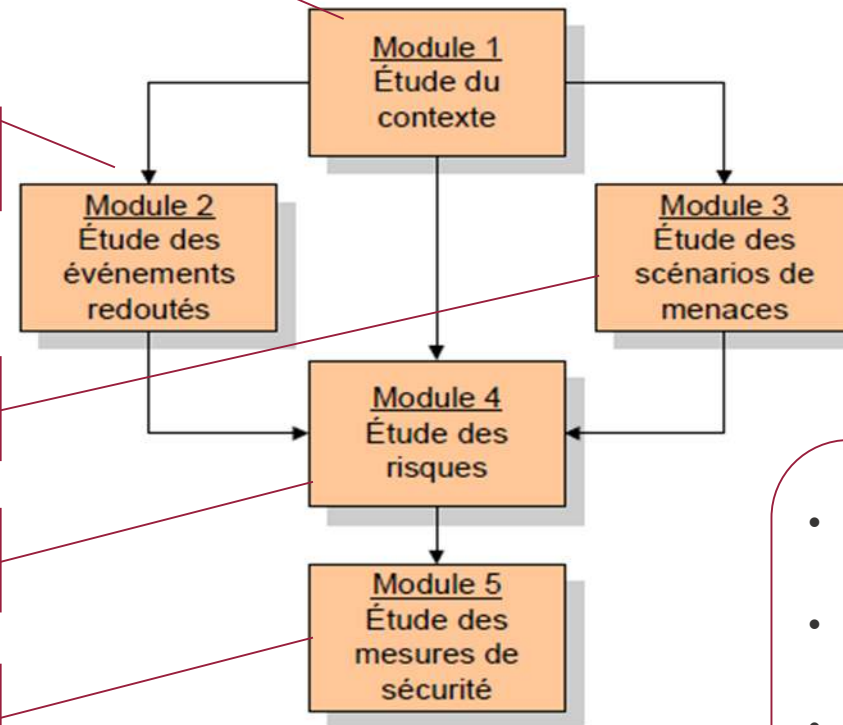 Module 1
Étude du
contexte
Module 2
Étude des
événements
redoutés
Module 3
Étude des
scénarios de
menaces
Module 4
Étude des
risques
Module 5
Étude des
mesures de
sécurité